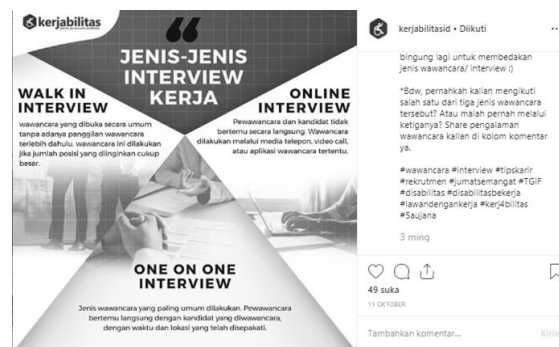 kerjabilitas
JENIS-JENIS
INTERVIEW
KERJA
WALK IN
INTERVIEW
wawancara yang dibuka secara umum
tanpa adanya panggilan wawancara
terlebih dahulu. wawancara ini dilakukan
jika jumlah posisi yang diinginkan cukup
besar.
ONLINE
INTERVIEW
Pewawancara dan kandidat tidak
bertemu secara langsung. Wawancara
dilakukan melalui media telepon, video call,
atau aplikasi wawancara tertentu.
ONE ON ONE
INTERVIEW
Jenis wawancara yang paling umum dilakukan. Pewawancara
bertemu langsung dengan kandidat yang diwawancara,
dengan waktu dan lokasi yang telah disepakati.
kerjabilitasid • Diikuti
bingung lagi untuk membedakan
jenis wawancara/ interview :)
*Bdw, pernahkah kalian mengikuti
salah satu dari tiga jenis wawancara
tersebut? Atau malah pernah melalui
ketiganya? Share pengalaman
wawancara kalian di kolom komentar
ya.
#wawancara #interview #tipskarir
#rekrutmen #jumatsemangat #TGIF
#disabilitas #disabilitasbekerja
#lawandengankerja #kerj4bilitas
#5aujana
3 ming
49 suka
11 OKTOBER
Tambahkan komentar...